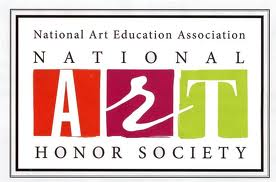 National Art Education Association
NATIONAL
ArT
HONOR SOCIETY